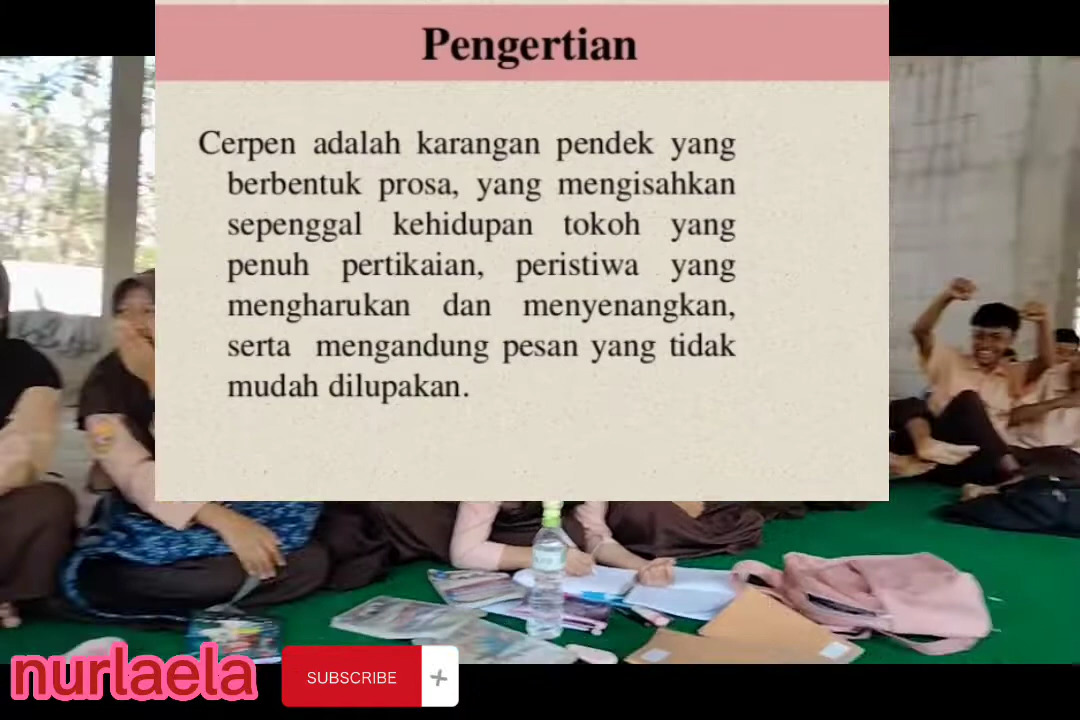 Pengertian
Cerpen adalah karangan pendek yang
berbentuk prosa, yang mengisahkan
sepenggal kehidupan tokoh yang
penuh pertikaian, peristiwa yang
mengharukan dan menyenangkan,
serta mengandung pesan yang tidak
mudah dilupakan.
nurlaela
SUBSCRIBE +